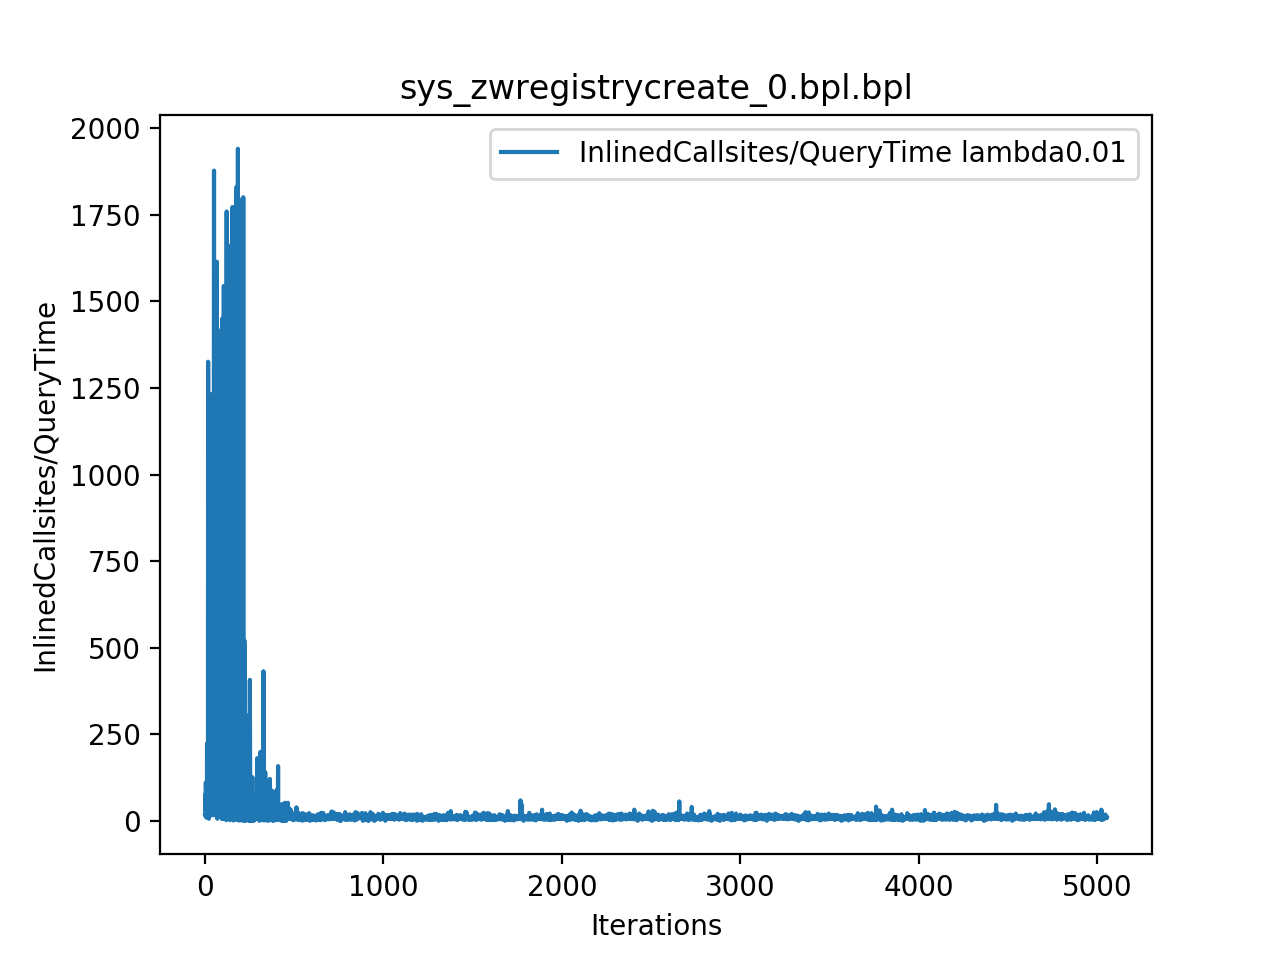 sys_zwregistrycreate_0.bpl.bpl
InlinedCallsites/QueryTime lambda0.01
InlinedCallsites/QueryTime
2000
1750
1500
1250
1000
750
500
250
0
0 1000 2000 3000 4000 5000
Iterations